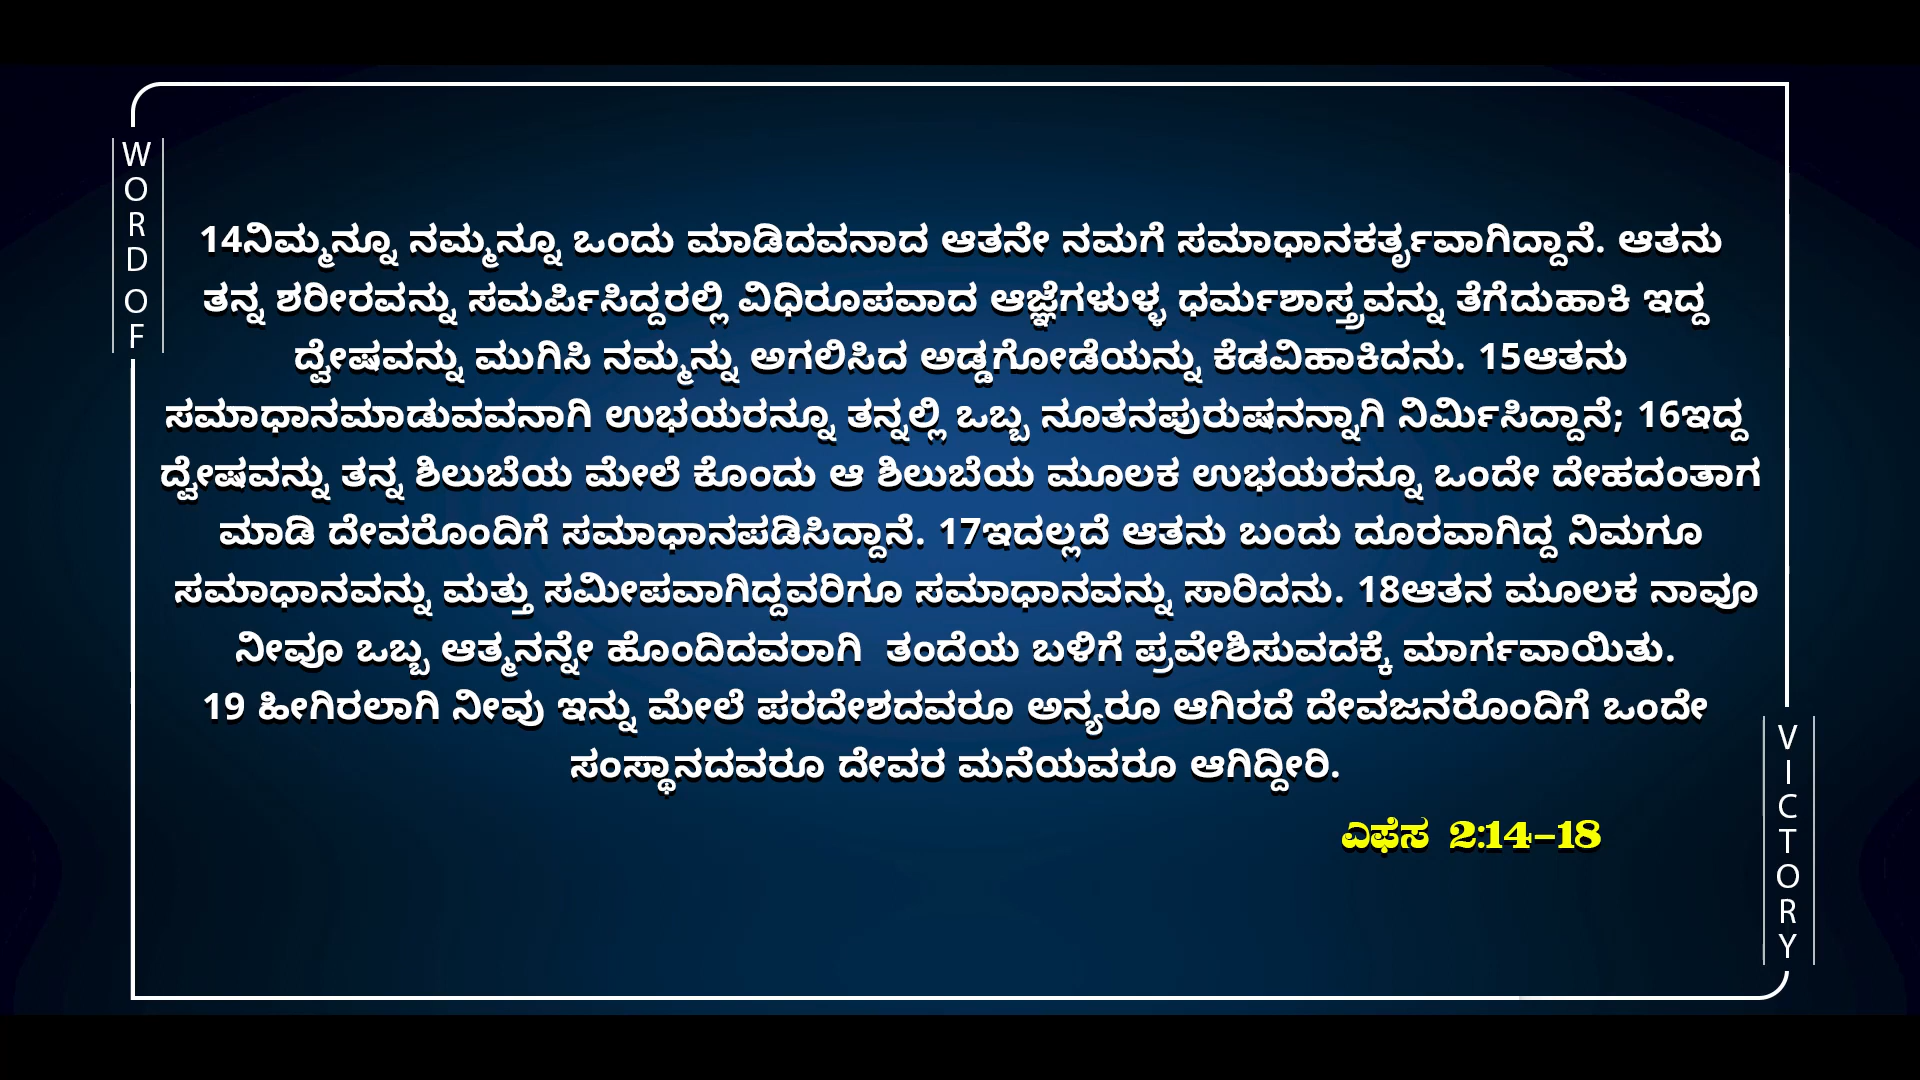 WORD OF
14ನಿಮ್ಮನ್ನೂ ನಮ್ಮನ್ನೂ ಒಂದು ಮಾಡಿದವನಾದ ಆತನೇ ನಮಗೆ ಸಮಾಧಾನಕರ್ತೃವಾಗಿದ್ದಾನೆ. ಆತನು
ತನ್ನ ಶರೀರವನ್ನು ಸಮರ್ಪಿಸಿದ್ದರಲ್ಲಿ ವಿಧಿರೂಪವಾದ ಆಜ್ಞೆಗಳುಳ್ಳ ಧರ್ಮಶಾಸ್ತ್ರವನ್ನು ತೆಗೆದುಹಾಕಿ ಇದ್ದ
ದ್ವೇಷವನ್ನು ಮುಗಿಸಿ ನಮ್ಮನ್ನು ಅಗಲಿಸಿದ ಅಡ್ಡಗೋಡೆಯನ್ನು ಕೆಡವಿಹಾಕಿದನು. 15ಆತನು
ಸಮಾಧಾನಮಾಡುವವನಾಗಿ ಉಭಯರನ್ನೂ ತನ್ನಲ್ಲಿ ಒಬ್ಬ ನೂತನಪುರುಷನನ್ನಾಗಿ ನಿರ್ಮಿಸಿದ್ದಾನೆ; 16ಇದ್ದ
ದ್ವೇಷವನ್ನು ತನ್ನ ಶಿಲುಬೆಯ ಮೇಲೆ ಕೊಂದು ಆ ಶಿಲುಬೆಯ ಮೂಲಕ ಉಭಯರನ್ನೂ ಒಂದೇ ದೇಹದಂತಾಗ
ಮಾಡಿ ದೇವರೊಂದಿಗೆ ಸಮಾಧಾನಪಡಿಸಿದ್ದಾನೆ. 17ಇದಲ್ಲದೆ ಆತನು ಬಂದು ದೂರವಾಗಿದ್ದ ನಿಮಗೂ
ಸಮಾಧಾನವನ್ನು ಮತ್ತು ಸಮೀಪವಾಗಿದ್ದವರಿಗೂ ಸಮಾಧಾನವನ್ನು ಸಾರಿದನು. 18ಆತನ ಮೂಲಕ ನಾವೂ
ನೀವೂ ಒಬ್ಬ ಆತ್ಮನನ್ನೇ ಹೊಂದಿದವರಾಗಿ ತಂದೆಯ ಬಳಿಗೆ ಪ್ರವೇಶಿಸುವದಕ್ಕೆ ಮಾರ್ಗವಾಯಿತು.
19 ಹೀಗಿರಲಾಗಿ ನೀವು ಇನ್ನು ಮೇಲೆ ಪರದೇಶದವರೂ ಅನ್ಯರೂ ಆಗಿರದೆ ದೇವಜನರೊಂದಿಗೆ ಒಂದೇ
ಸಂಸ್ಥಾನದವರೂ ದೇವರ ಮನೆಯವರೂ ಆಗಿದ್ದೀರಿ.
ಎಫೆಸ 2:14-18
VICTORY